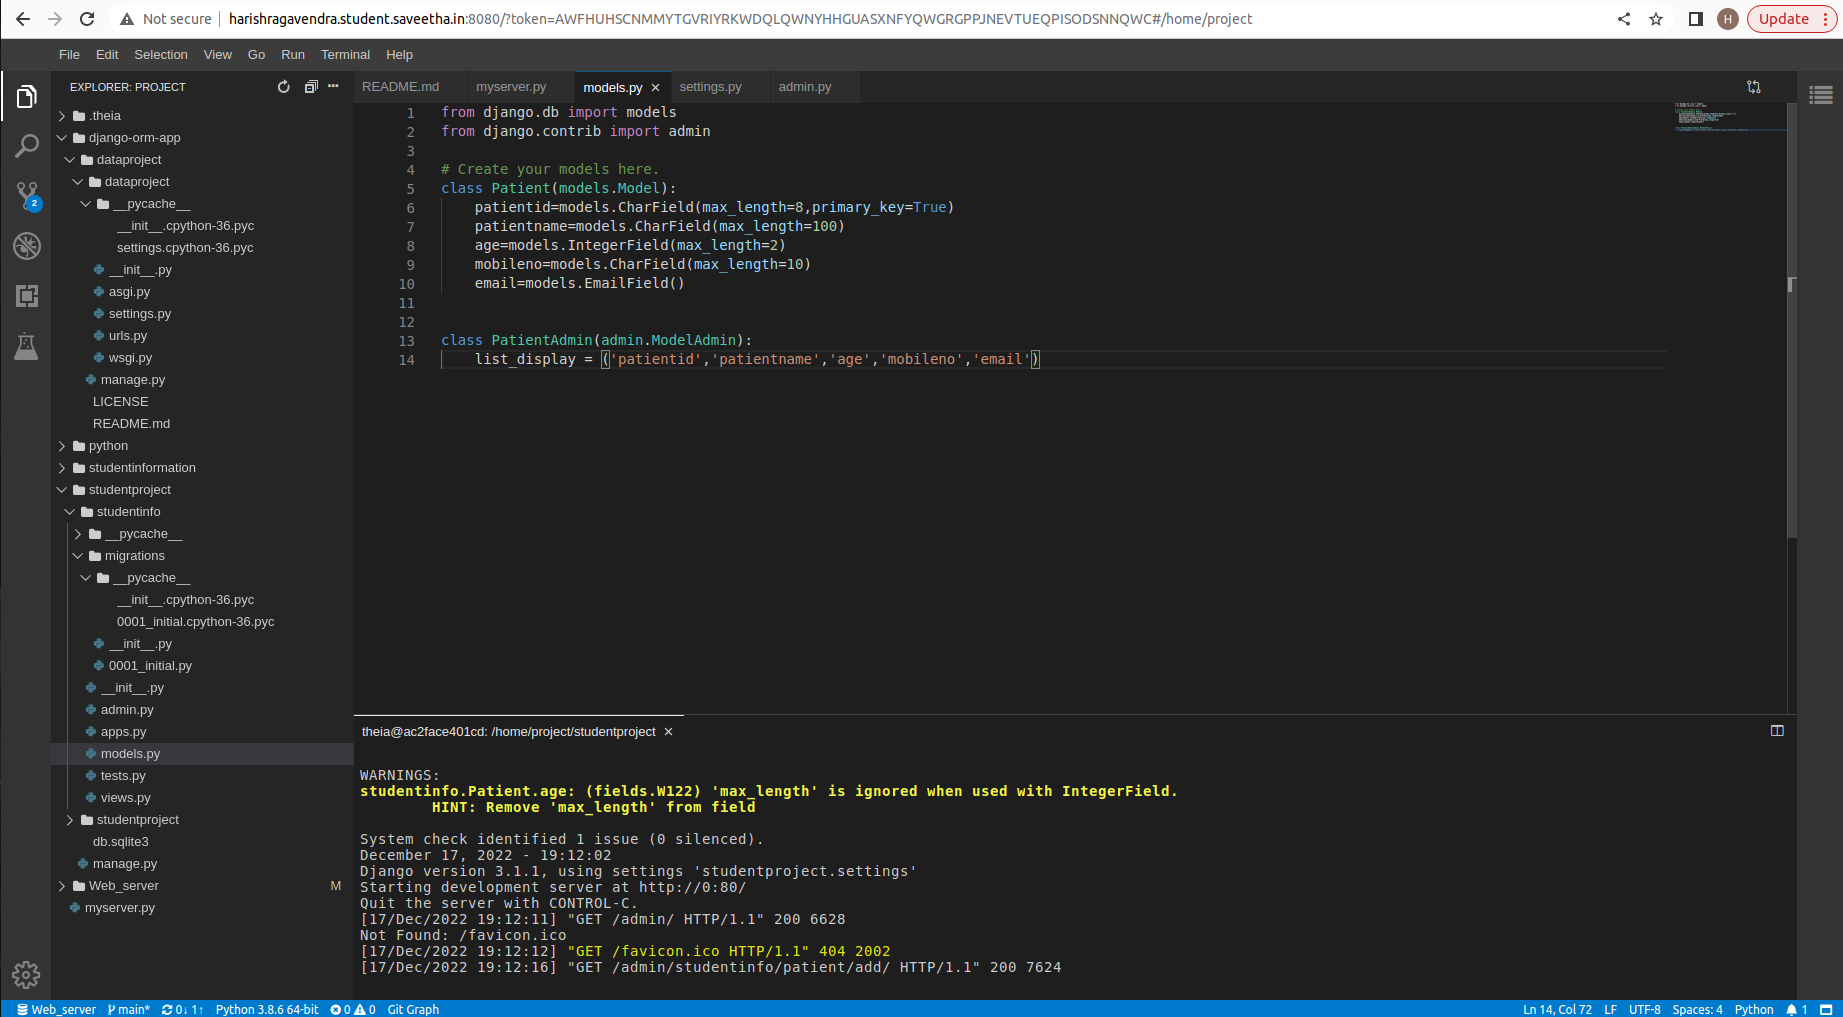 Not secure harishragavendra.student.saveetha.in:8080/?token=AWFHUHSCNMMYTGVRIYRKWDQLQWNYHHGUASXNFYQWGRGPPJNEVTUEQPISODSNNQWC#/home/project H Update
File Edit Selection View Go Run Terminal Help
EXPLORER: PROJECT
.theia
django-orm-app
dataproject
dataproject
__pycache__
__init__.cpython-36.pyc
settings.cpython-36.pyc
__init__.py
asgi.py
settings.py
urls.py
wsgi.py
manage.py
LICENSE
README.md
python
studentinformation
studentproject
studentinfo
__pycache__
migrations
__pycache__
__init__.cpython-36.pyc
0001_initial.cpython-36.pyc
__init__.py
0001_initial.py
__init__.py
admin.py
apps.py
models.py
tests.py
views.py
studentproject
db.sqlite3
manage.py
Web_server M
myserver.py
2
README.md myserver.py models.py settings.py admin.py
1 from django.db import models
2 from django.contrib import admin
3
4 # Create your models here.
5 class Patient(models.Model):
6 patientid=models.CharField(max_length=8,primary_key=True)
7 patientname=models.CharField(max_length=100)
8 age=models.IntegerField(max_length=2)
9 mobileno=models.CharField(max_length=10)
10 email=models.EmailField()
11
12
13 class PatientAdmin(admin.ModelAdmin):
14 list_display = ('patientid','patientname','age','mobileno','email')
theia@ac2face401cd: /home/project/studentproject
WARNINGS:
studentinfo.Patient.age: (fields.W122) 'max_length' is ignored when used with IntegerField.
HINT: Remove 'max_length' from field
System check identified 1 issue (0 silenced).
December 17, 2022 - 19:12:02
Django version 3.1.1, using settings 'studentproject.settings'
Starting development server at http://0:80/
Quit the server with CONTROL-C.
[17/Dec/2022 19:12:11] "GET /admin/ HTTP/1.1" 200 6628
Not Found: /favicon.ico
[17/Dec/2022 19:12:12] "GET /favicon.ico HTTP/1.1" 404 2002
[17/Dec/2022 19:12:16] "GET /admin/studentinfo/patient/add/ HTTP/1.1" 200 7624
Web_server main* 0↓ 1↑ Python 3.8.6 64-bit 0 0 Git Graph Ln 14, Col 72 LF UTF-8 Spaces: 4 Python 1